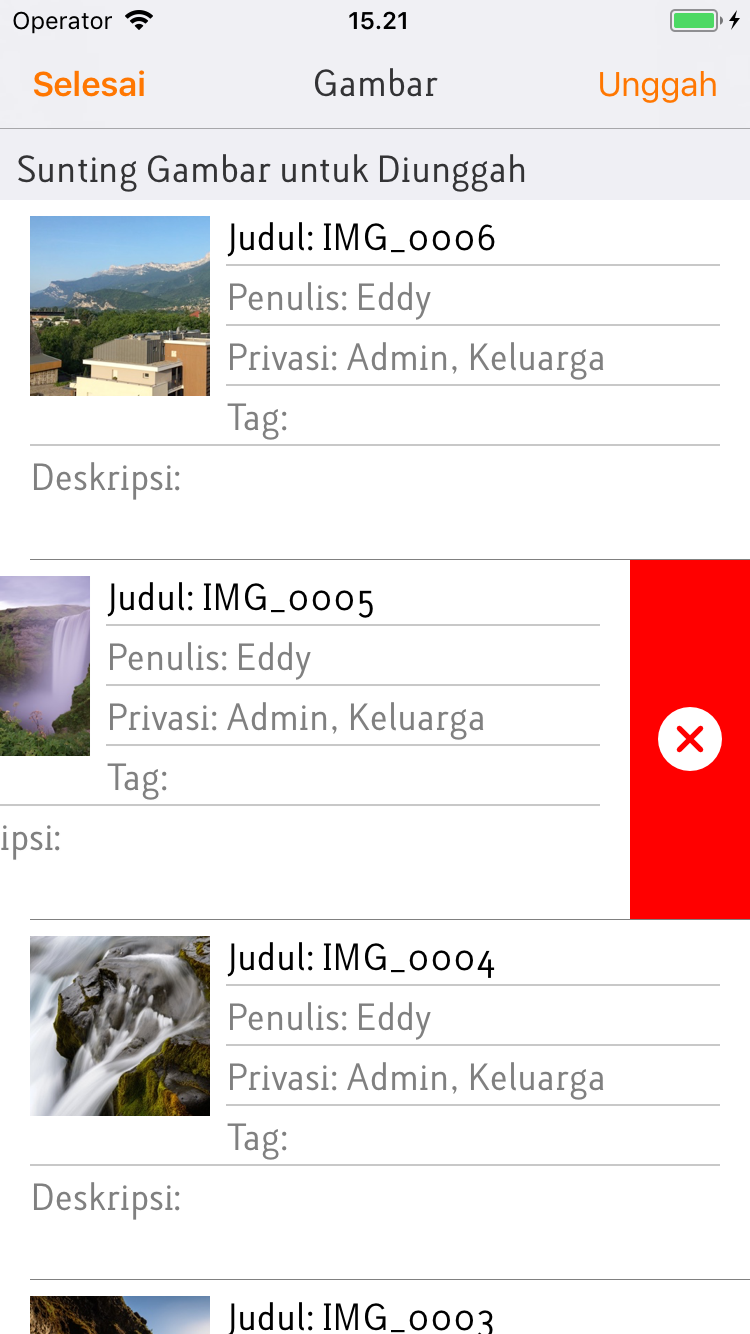 Operator 15.21
Selesai Gambar Unggah
Sunting Gambar untuk Diunggah
Judul: IMG_0006
Penulis: Eddy
Privasi: Admin, Keluarga
Tag:
Deskripsi:
Judul: IMG_0005
Penulis: Eddy
Privasi: Admin, Keluarga
Tag:
ipsi:
Judul: IMG_0004
Penulis: Eddy
Privasi: Admin, Keluarga
Tag:
Deskripsi:
Judul: IMG_0003